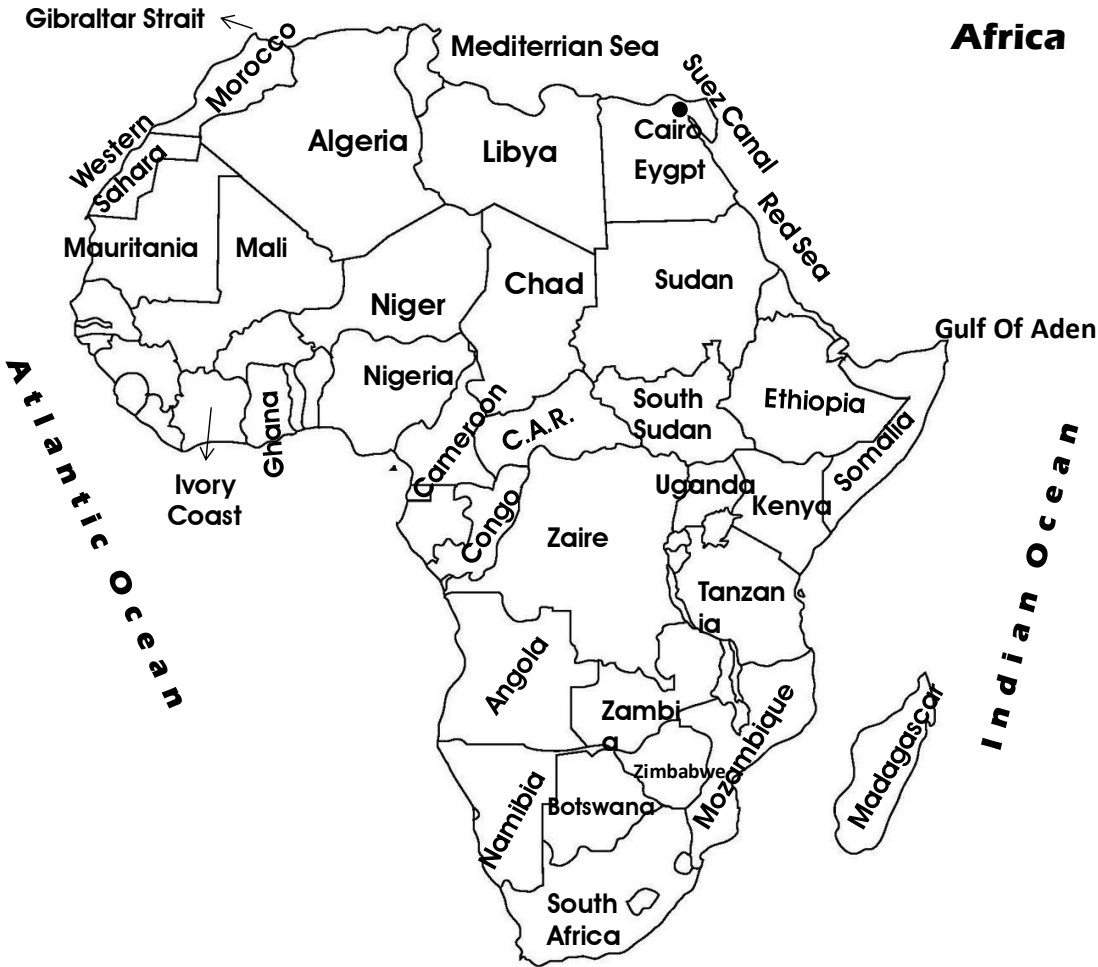 Gibraltar Strait
Africa
Mediterrian Sea
Morocco
Suez Canal
Algeria
Libya
Cairo
Eygpt
Western
Sahara
Red Sea
Mauritania
Mali
Niger
Chad
Sudan
Gulf Of Aden
Nigeria
Ethiopia
South
Sudan
C.A.R.
Cameroon
Ghana
Somalia
Atlantic Ocean
Ivory
Coast
Uganda
Kenya
Congo
Zaire
Indian Ocean
Tanzan
ia
Angola
Zambi
a
Mozambique
Madagascar
Zimbabwe
Namibia
Botswana
South
Africa